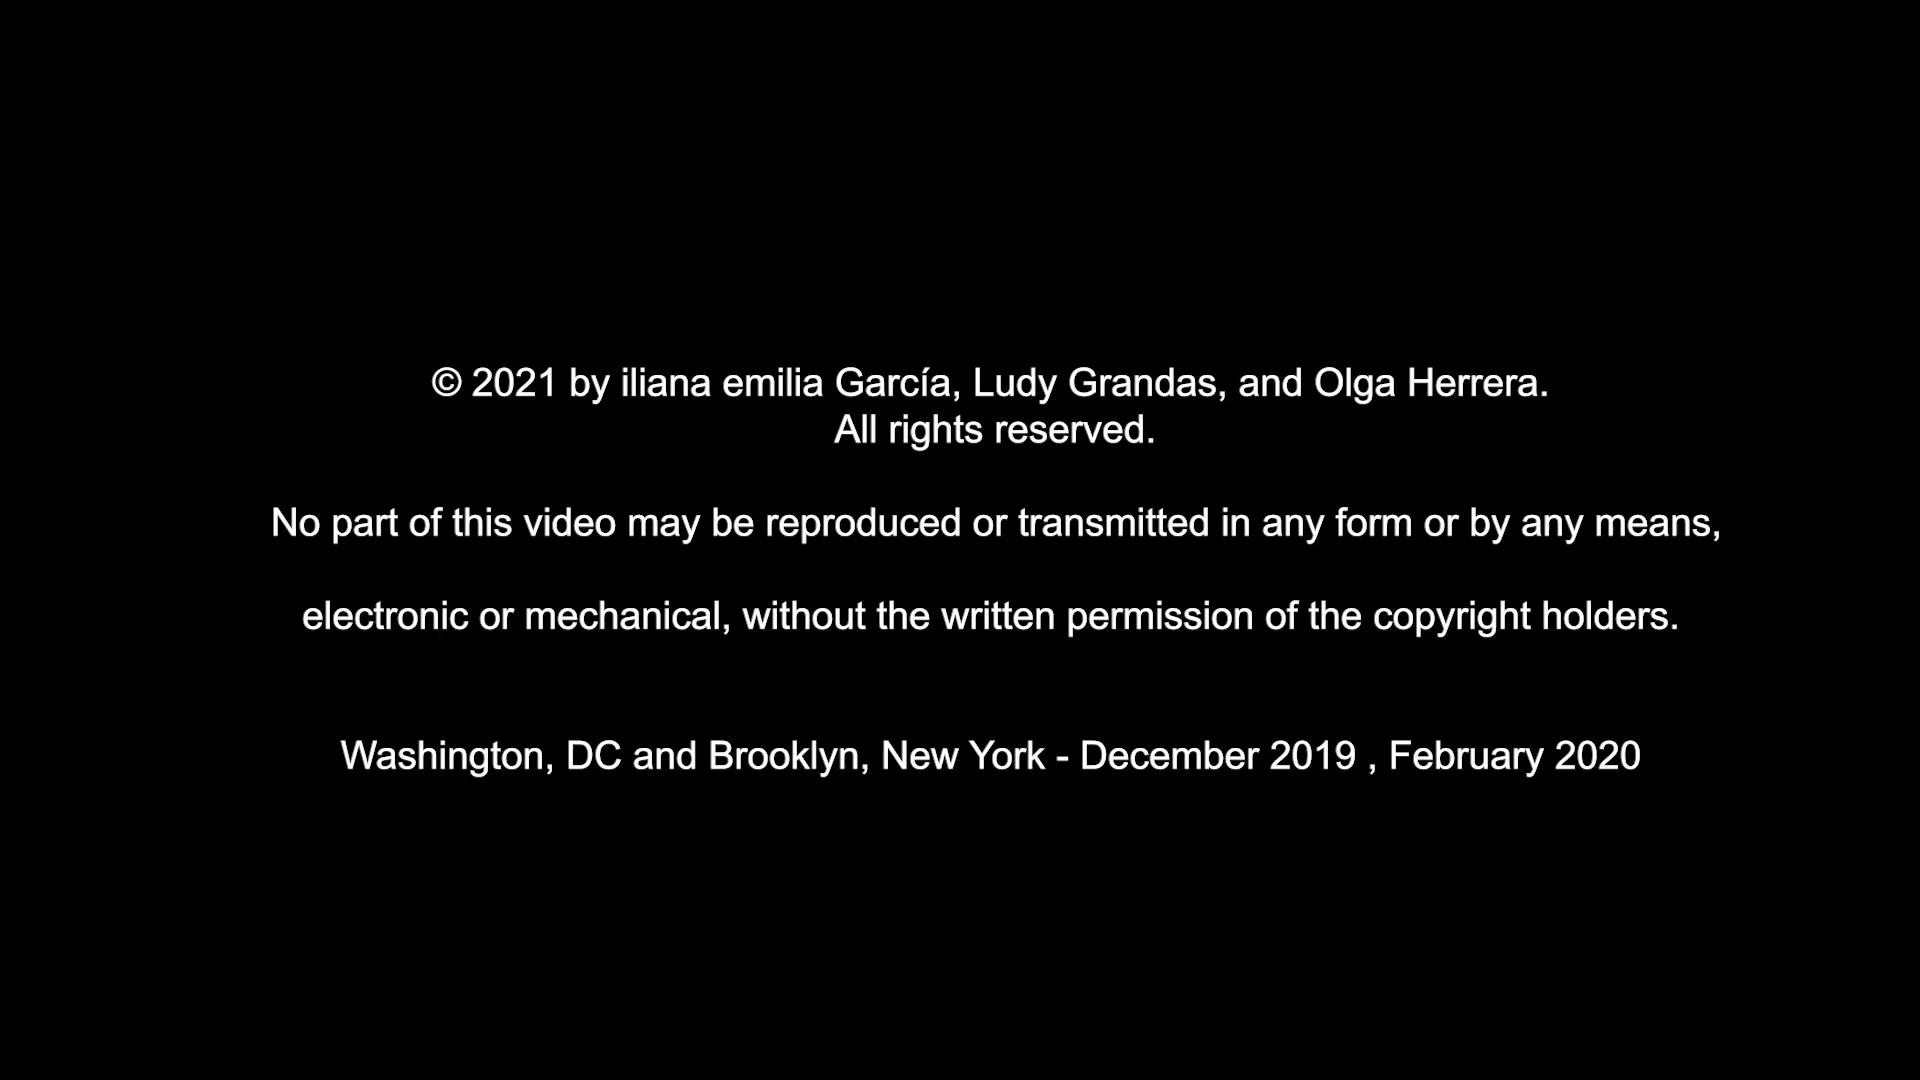 © 2021 by iliana emilia García, Ludy Grandas, and Olga Herrera.
All rights reserved.
No part of this video may be reproduced or transmitted in any form or by any means,
electronic or mechanical, without the written permission of the copyright holders.
Washington, DC and Brooklyn, New York - December 2019 , February 2020